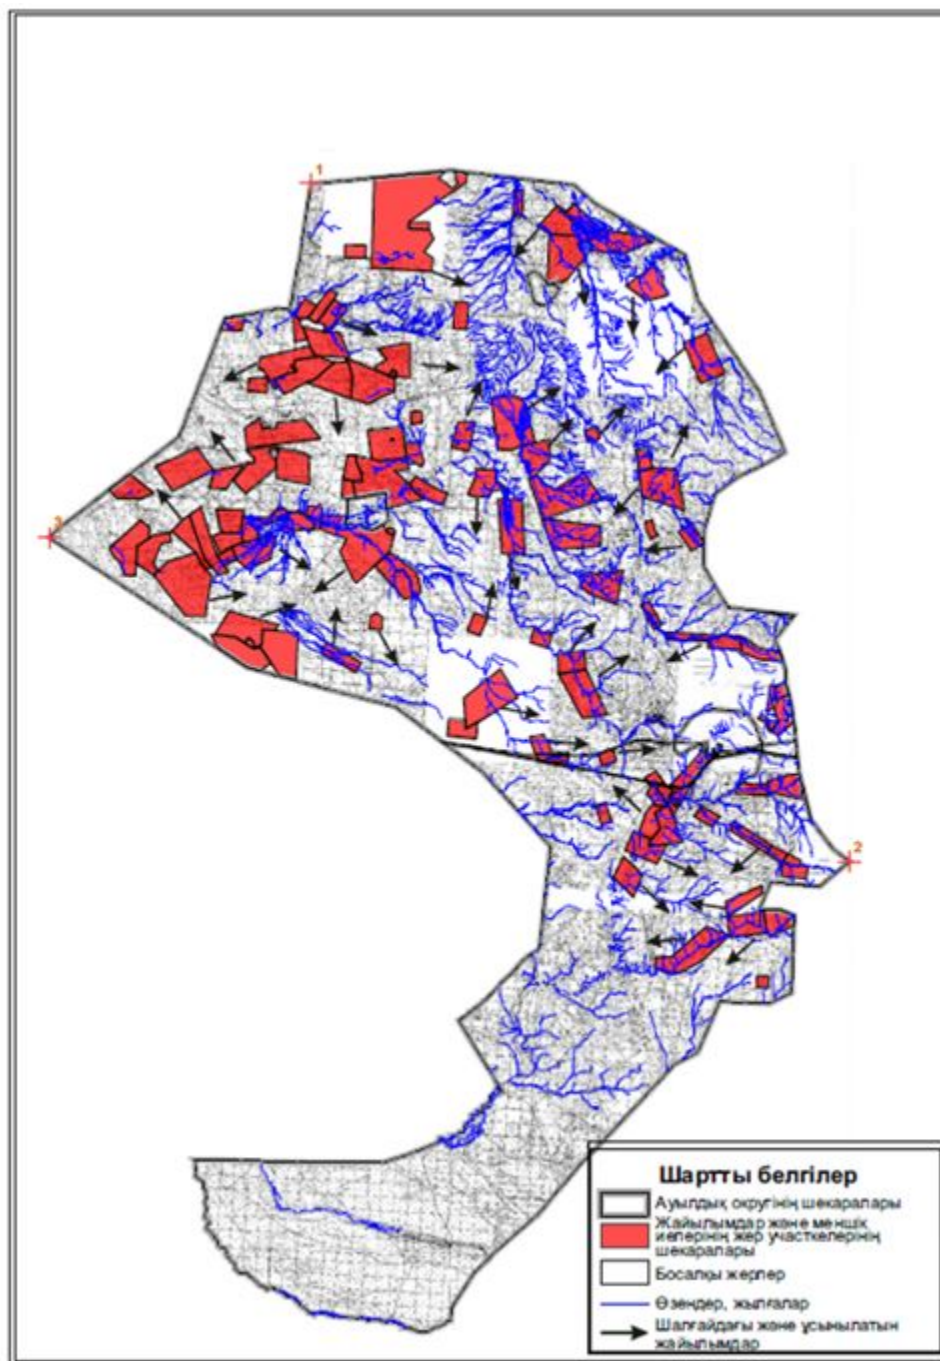 1
3
2
Шартты белгілер
Ауылдық округінің шекаралары
Жайылымдар және меншік
иелерінің жер участкелерінің
шекаралары
Босалқы жерлер
Өзендер, жылғалар
Шалғайдағы және ұсынылатын
жайылымдар